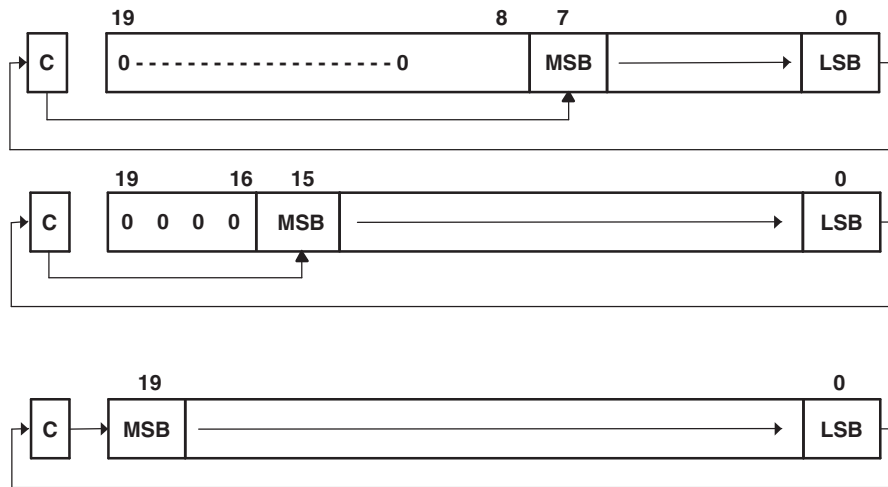 19 8 7 0
C 0 - - - - - - - - - - - - - - - - - - - - 0 MSB LSB
19 16 15 0
C 0 0 0 0 MSB LSB
19 0
C MSB LSB